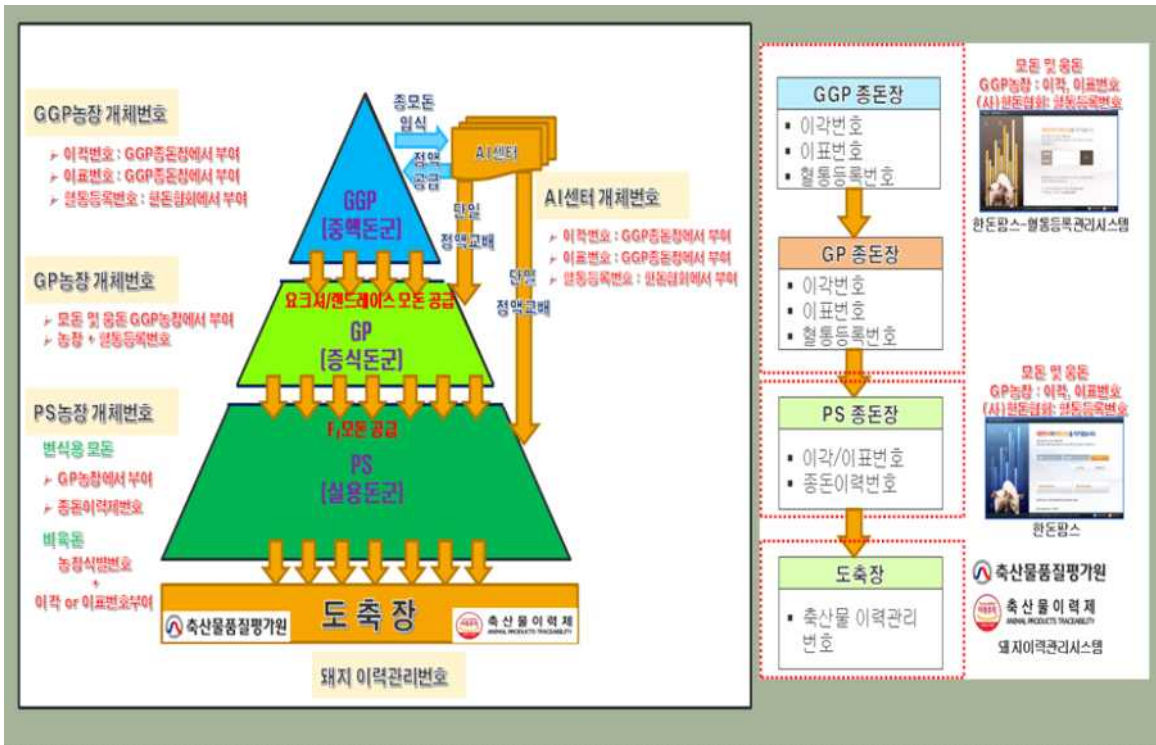 GGP농장 개체번호
➢ 이각번호 : GGP종돈장에서 부여
➢ 이표번호 : GGP종돈장에서 부여
➢ 혈통등록번호 : 한돈협회에서 부여
GP농장 개체번호
➢ 모돈 및 웅돈 GGP농장에서 부여
➢ 농장 + 혈통등록번호
PS농장 개체번호
번식용 모돈
➢ GP농장에서 부여
➢ 종돈이력제번호
비육돈
농장식별번호
+
이각 or 이표번호부여
종모돈
입식
정액
공급
AI센터
단일
정액교배
단일
정액교배
GGP
[중핵돈군]
요크셔/랜드레이스 모돈 공급
GP
[증식돈군]
F₁모돈 공급
PS
[실용돈군]
AI센터 개체번호
➢ 이각번호 : GGP종돈장에서 부여
➢ 이표번호 : GGP종돈장에서 부여
➢ 혈통등록번호 : 한돈협회에서 부여
축산물품질평가원
도축장
축산물이력제
ANIMAL PRODUCTS TRACEABILITY
돼지 이력관리번호
GGP 종돈장
▪ 이각번호
▪ 이표번호
▪ 혈통등록번호
GP 종돈장
▪ 이각번호
▪ 이표번호
▪ 혈통등록번호
PS 종돈장
▪ 이각/이표번호
▪ 종돈이력번호
도축장
▪ 축산물 이력관리
번호
모돈 및 웅돈
GGP농장 : 이각, 이표번호
(사)한돈협회: 혈통등록번호
한돈팜스-혈통등록관리시스템
모돈 및 웅돈
GP농장 : 이각, 이표번호
(사)한돈협회: 혈통등록번호
한돈팜스
축산물품질평가원
축산물이력제
ANIMAL PRODUCTS TRACEABILITY
돼지이력관리시스템